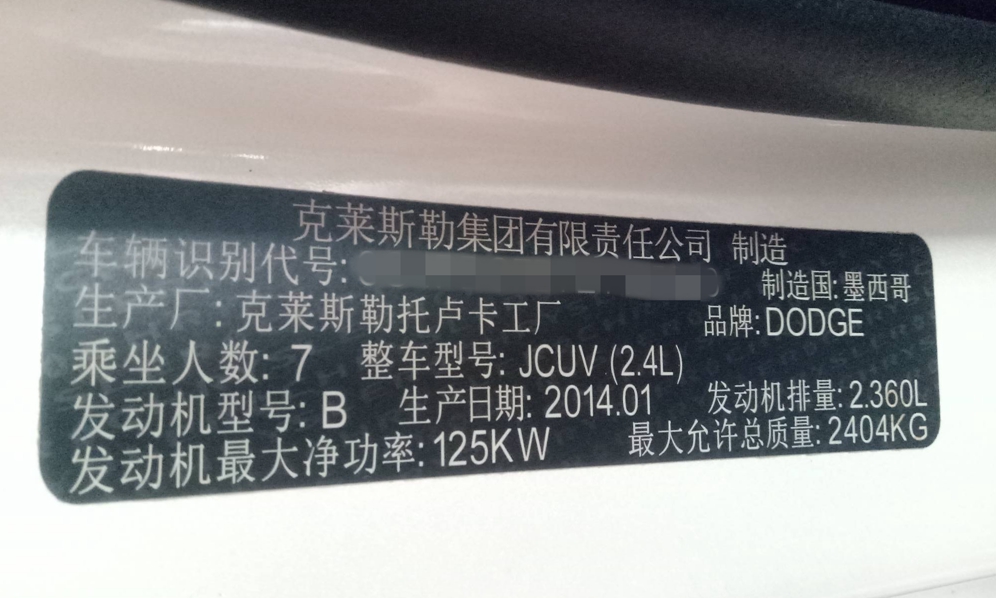 克莱斯勒集团有限责任公司 制造
车辆识别代号:
制造国: 墨西哥
生产厂: 克莱斯勒托卢卡工厂 品牌: DODGE
乘坐人数: 7 整车型号: JCUV (2.4L)
发动机型号: B 生产日期: 2014.01 发动机排量: 2.360L
发动机最大净功率: 125KW 最大允许总质量: 2404KG